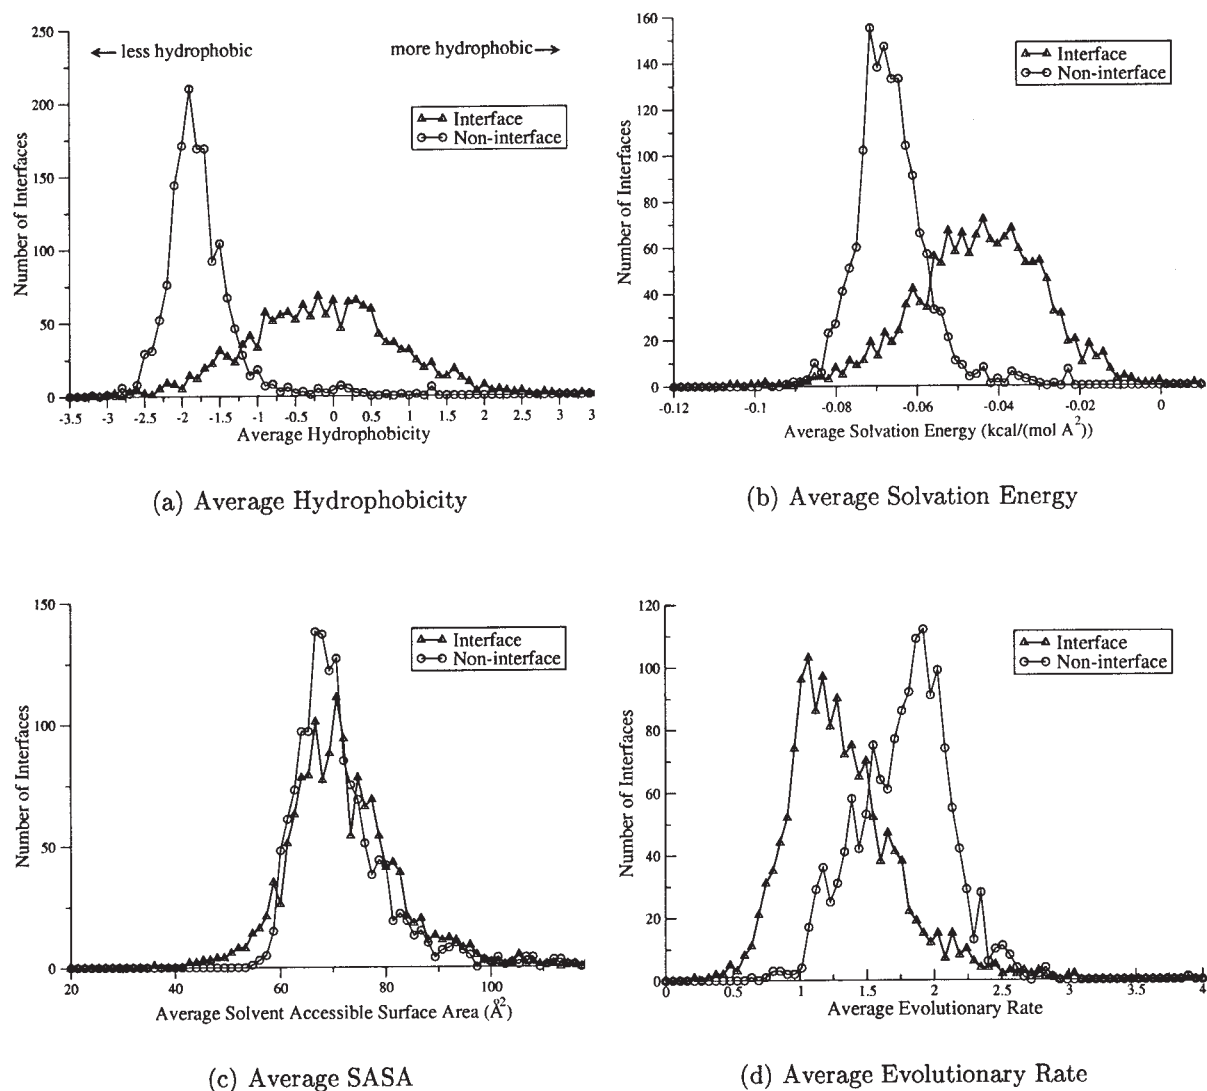 250
200
150
100
50
0
Number of Interfaces
← less hydrophobic
more hydrophobic →
Interface
Non-interface
-3.5 -3 -2.5 -2 -1.5 -1 -0.5 0 0.5 1 1.5 2 2.5 3 3
Average Hydrophobicity
(a) Average Hydrophobicity
160
140
120
100
80
60
40
20
0
Number of Interfaces
Interface
Non-interface
-0.12 -0.1 -0.08 -0.06 -0.04 -0.02 0
Average Solvation Energy (kcal/(mol A²))
(b) Average Solvation Energy
150
100
50
0
Number of Interfaces
Interface
Non-interface
20 40 60 80 100
Average Solvent Accessible Surface Area (Å²)
(c) Average SASA
120
100
80
60
40
20
0
Number of Interfaces
Interface
Non-interface
0 0.5 1 1.5 2 2.5 3 3.5 4
Average Evolutionary Rate
(d) Average Evolutionary Rate